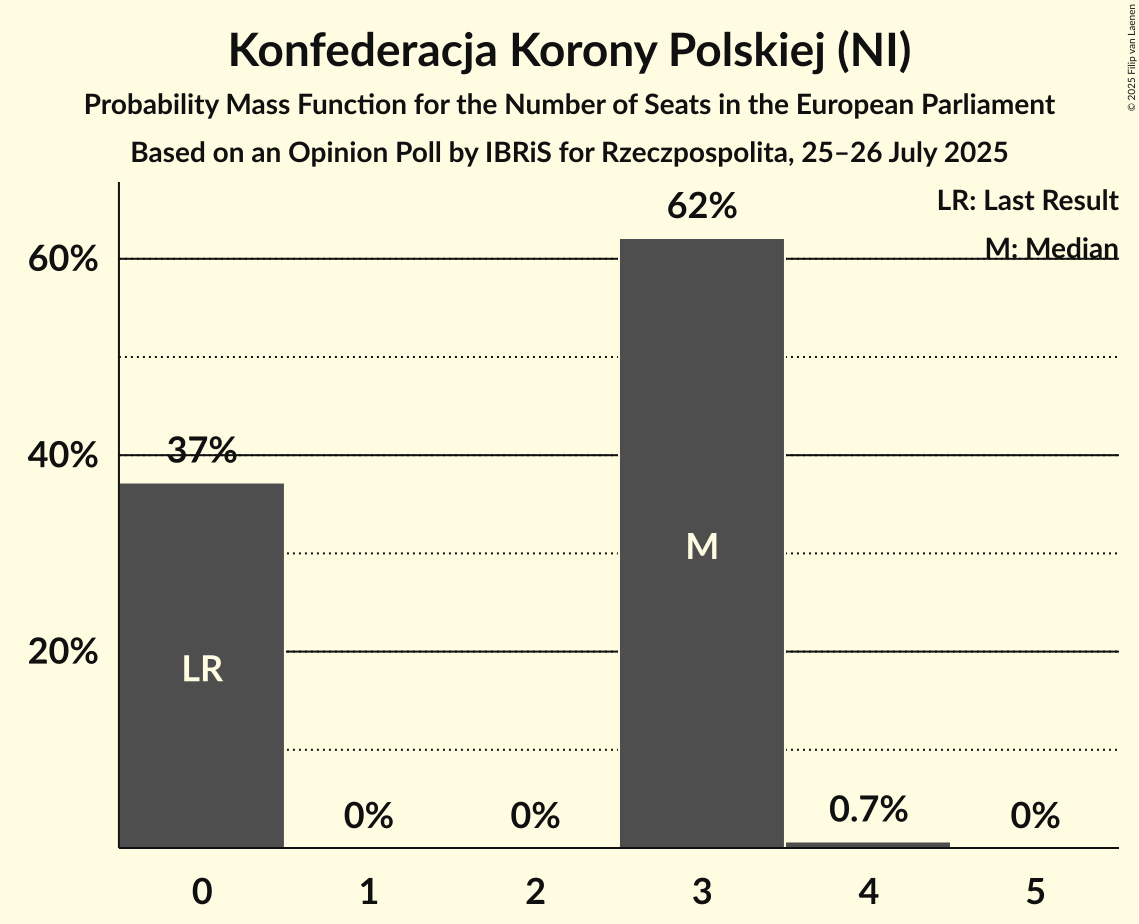 Konfederacja Korony Polskiej (NI)
Probability Mass Function for the Number of Seats in the European Parliament
Based on an Opinion Poll by IBRiS for Rzeczpospolita, 25–26 July 2025
© 2025 Filip van Laenen
LR: Last Result
M: Median
62%
60%
40%
37%
20%
M
LR
0%
0%
0.7%
0%
0
1
2
3
4
5